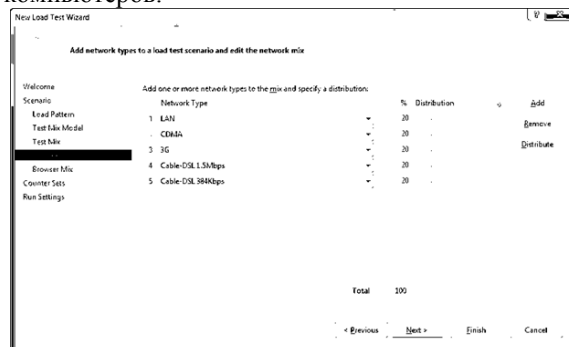 компьютеров.
New Load Test Wizard
Add network types to a load test scenario and edit the network mix
Welcome
Scenario
Load Pattern
Test Mix Model
Test Mix
Browser Mix
Counter Sets
Run Settings
Add one or more network types to the mix and specify a distribution:
Network Type % Distribution
1 LAN 20
CDMA 20
3 3G 20
4 Cable-DSL 1.5Mbps 20
5 Cable-DSL 384Kbps 20
Add
Remove
Distribute
Total 100
< Previous Next > Finish Cancel